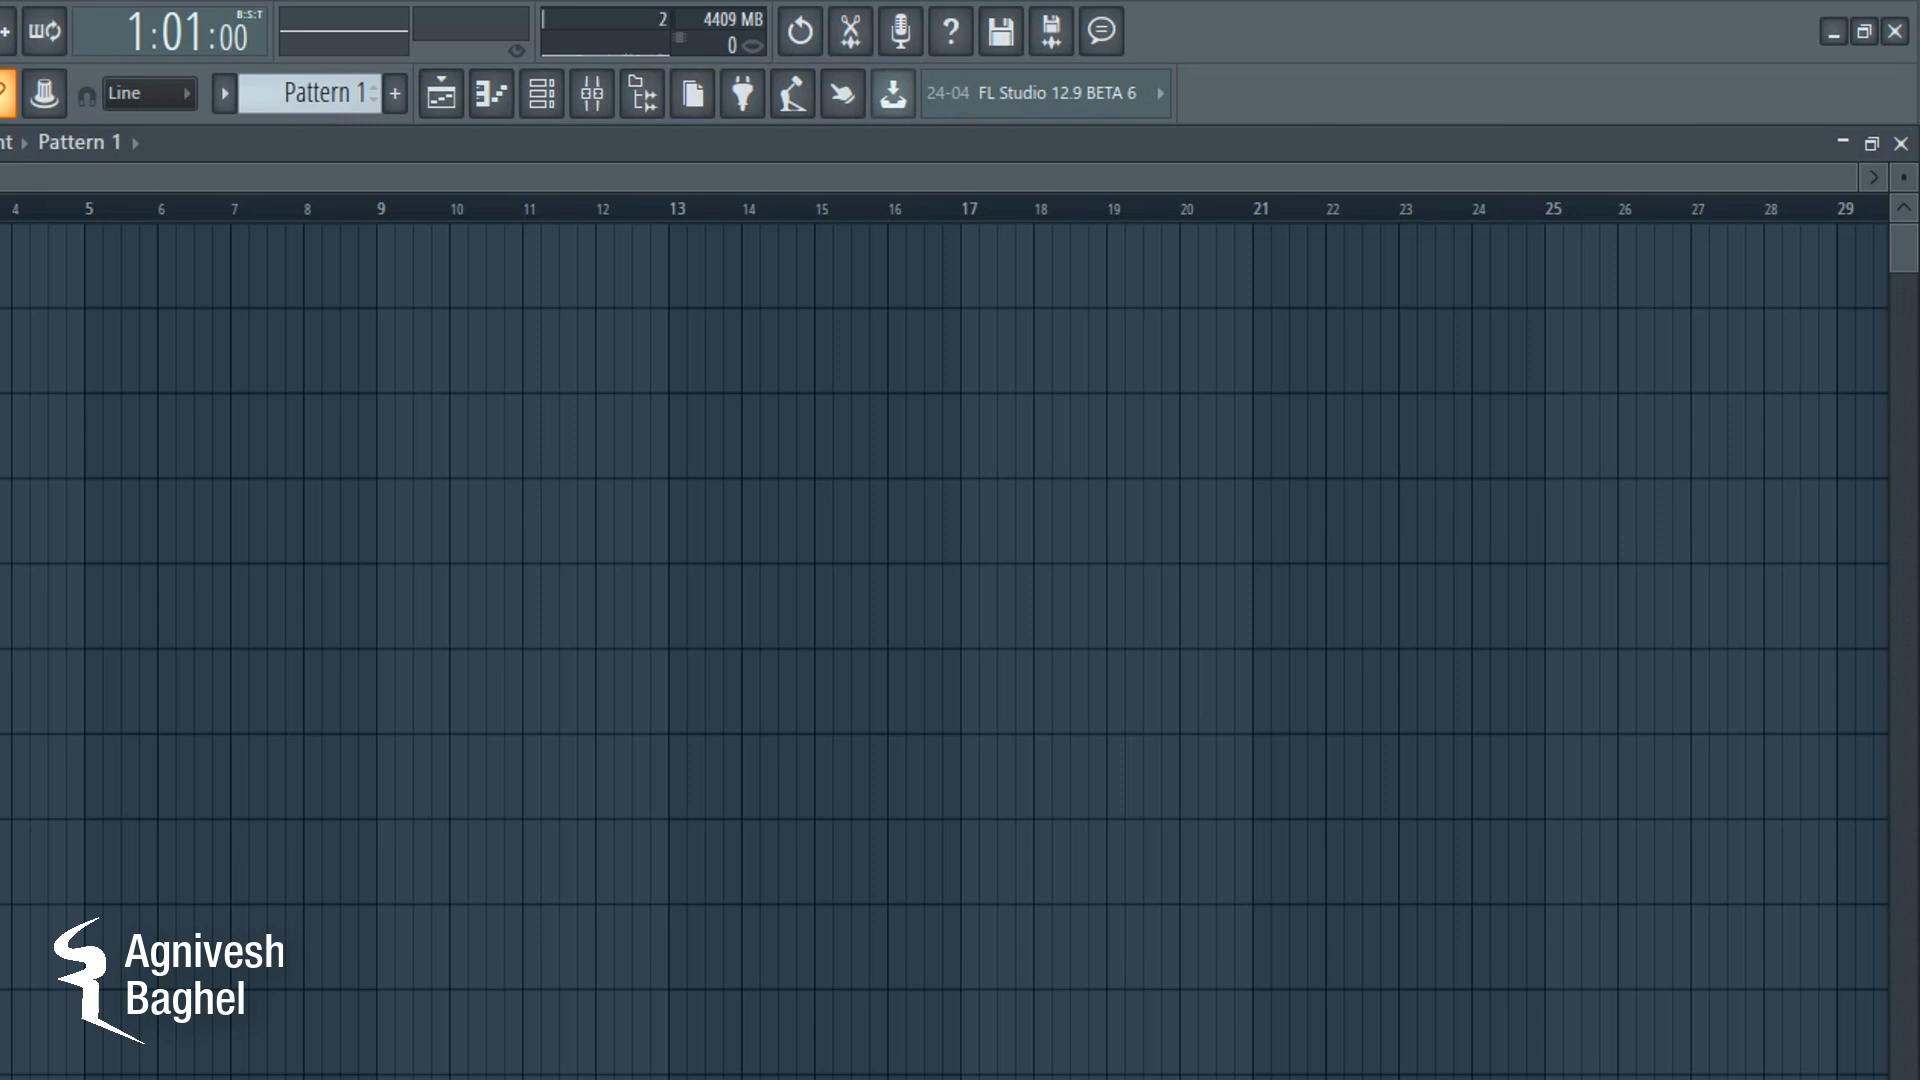 1:01:00 B:S:T
2 4409 MB
0
?
Line Pattern 1 + 24-04 FL Studio 12.9 BETA 6
nt Pattern 1
4 5 6 7 8 9 10 11 12 13 14 15 16 17 18 19 20 21 22 23 24 25 26 27 28 29
Agnivesh
Baghel